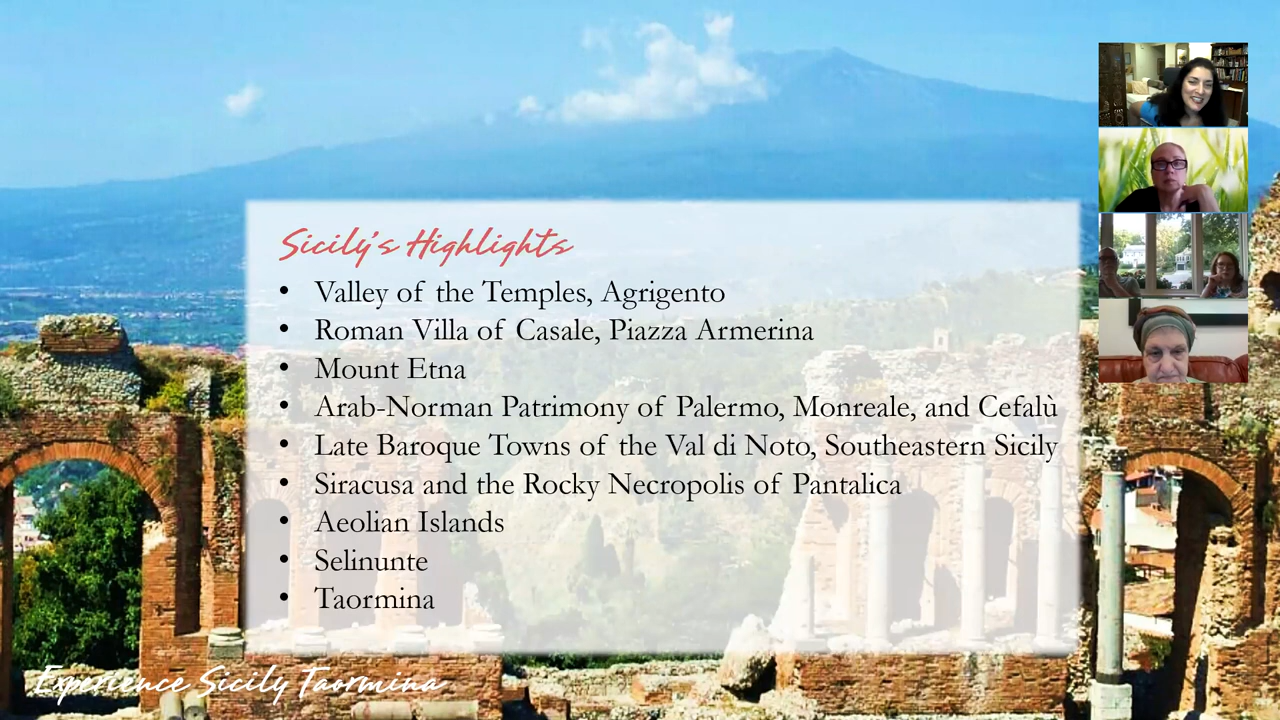 Sicily's Highlights
• Valley of the Temples, Agrigento
• Roman Villa of Casale, Piazza Armerina
• Mount Etna
• Arab-Norman Patrimony of Palermo, Monreale, and Cefalù
• Late Baroque Towns of the Val di Noto, Southeastern Sicily
• Siracusa and the Rocky Necropolis of Pantalica
• Aeolian Islands
• Selinunte
• Taormina
Experience Sicily Taormina